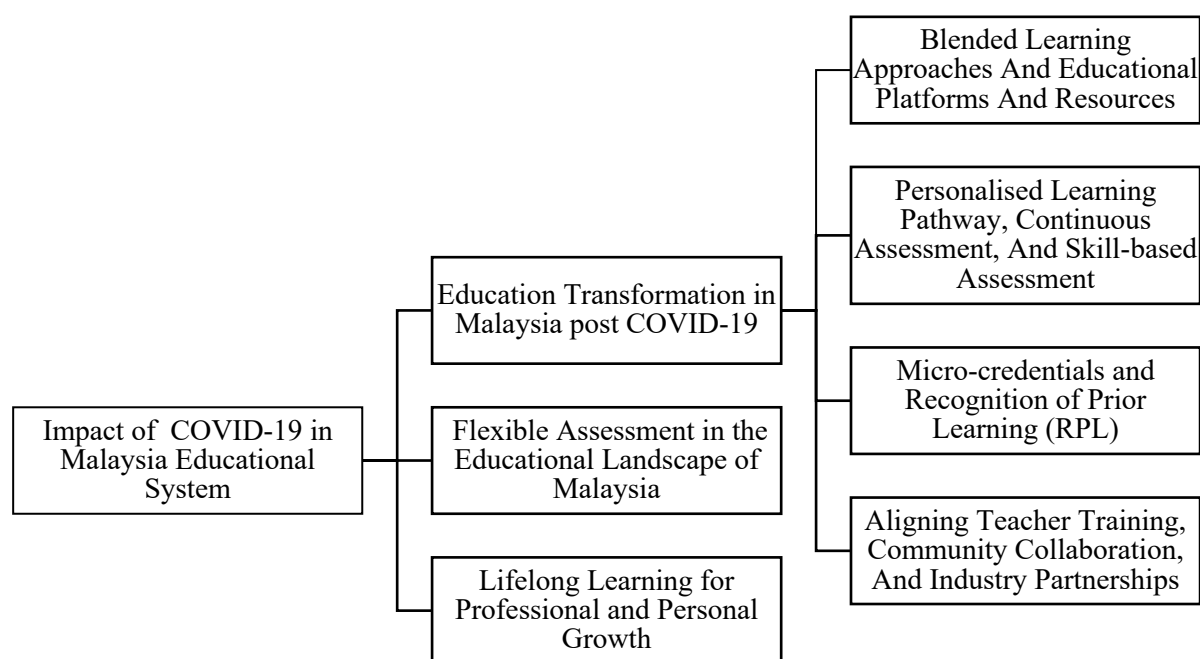 Impact of COVID-19 in
Malaysia Educational
System
Education Transformation in
Malaysia post COVID-19
Flexible Assessment in the
Educational Landscape of
Malaysia
Lifelong Learning for
Professional and Personal
Growth
Blended Learning
Approaches And Educational
Platforms And Resources
Personalised Learning
Pathway, Continuous
Assessment, And Skill-based
Assessment
Micro-credentials and
Recognition of Prior
Learning (RPL)
Aligning Teacher Training,
Community Collaboration,
And Industry Partnerships